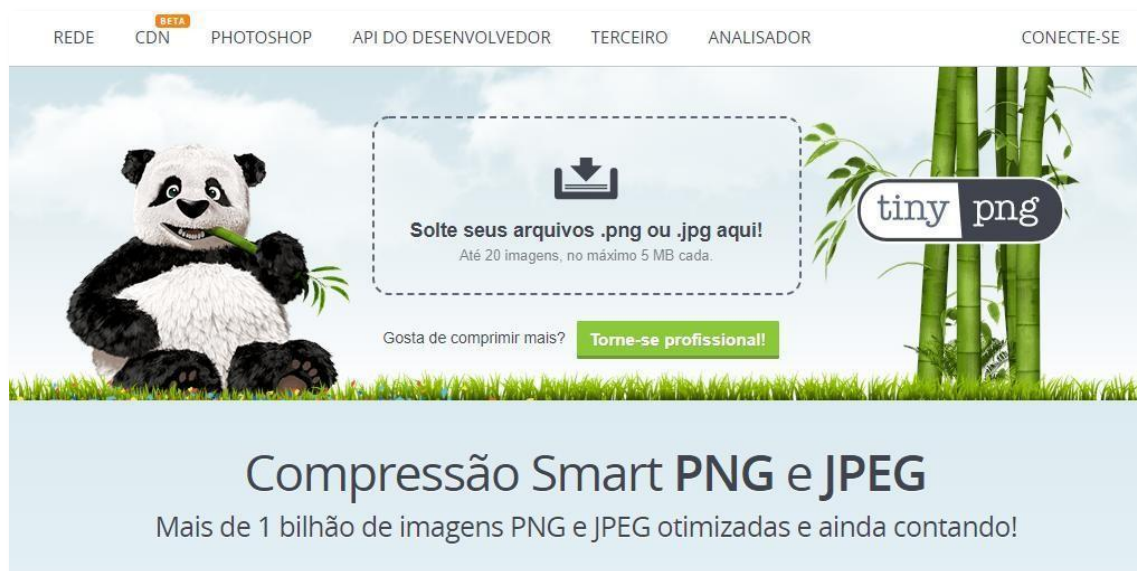 BETA
REDE CDN PHOTOSHOP API DO DESENVOLVEDOR TERCEIRO ANALISADOR CONECTE-SE
Solte seus arquivos .png ou .jpg aqui!
Até 20 imagens, no máximo 5 MB cada.
tiny png
Gosta de comprimir mais? Torne-se profissional!
Compressão Smart PNG e JPEG
Mais de 1 bilhão de imagens PNG e JPEG otimizadas e ainda contando!